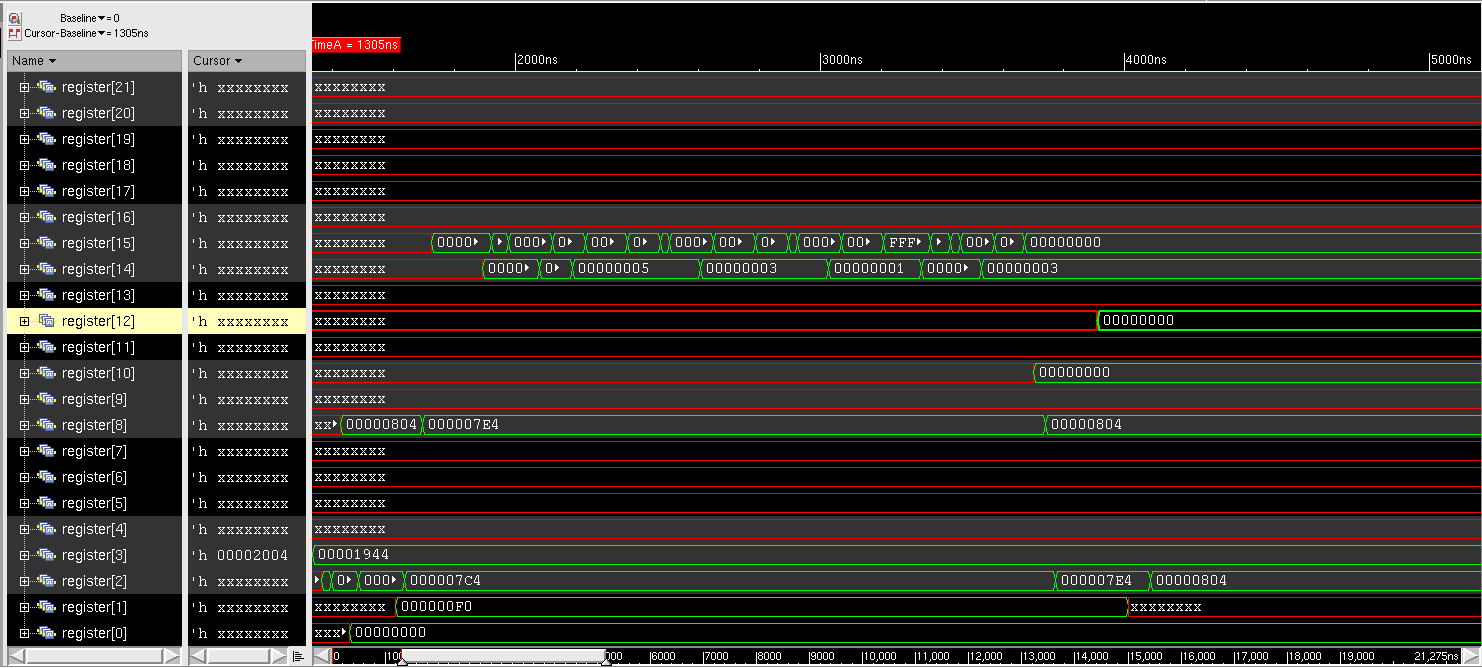 Baseline▼= 0
Cursor-Baseline▼= 1305ns
TimeA = 1305ns
2000ns 3000ns 4000ns 5000ns
Name ▼ Cursor ▼
register[21] 'h xxxxxxxx xxxxxxxx
register[20] 'h xxxxxxxx xxxxxxxx
register[19] 'h xxxxxxxx xxxxxxxx
register[18] 'h xxxxxxxx xxxxxxxx
register[17] 'h xxxxxxxx xxxxxxxx
register[16] 'h xxxxxxxx xxxxxxxx
register[15] 'h xxxxxxxx xxxxxxxx 0000 000 0 00 0 000 00 0 000 00 FFF 00 0 00000000
register[14] 'h xxxxxxxx xxxxxxxx 0000 0 00000005 00000003 00000001 0000 00000003
register[13] 'h xxxxxxxx xxxxxxxx
register[12] 'h xxxxxxxx xxxxxxxx 00000000
register[11] 'h xxxxxxxx xxxxxxxx
register[10] 'h xxxxxxxx xxxxxxxx 00000000
register[9] 'h xxxxxxxx xxxxxxxx
register[8] 'h xxxxxxxx xx 00000804 000007E4 00000804
register[7] 'h xxxxxxxx xxxxxxxx
register[6] 'h xxxxxxxx xxxxxxxx
register[5] 'h xxxxxxxx xxxxxxxx
register[4] 'h xxxxxxxx xxxxxxxx
register[3] 'h 00002004 00001944
register[2] 'h xxxxxxxx 0 000 000007C4 000007E4 00000804
register[1] 'h xxxxxxxx xxxxxxxx 000000F0 xxxxxxxx
register[0] 'h xxxxxxxx xxx 00000000
0 100 000 6000 7000 8000 9000 10,000 11,000 12,000 13,000 14,000 15,000 16,000 17,000 18,000 19,000 21,275ns